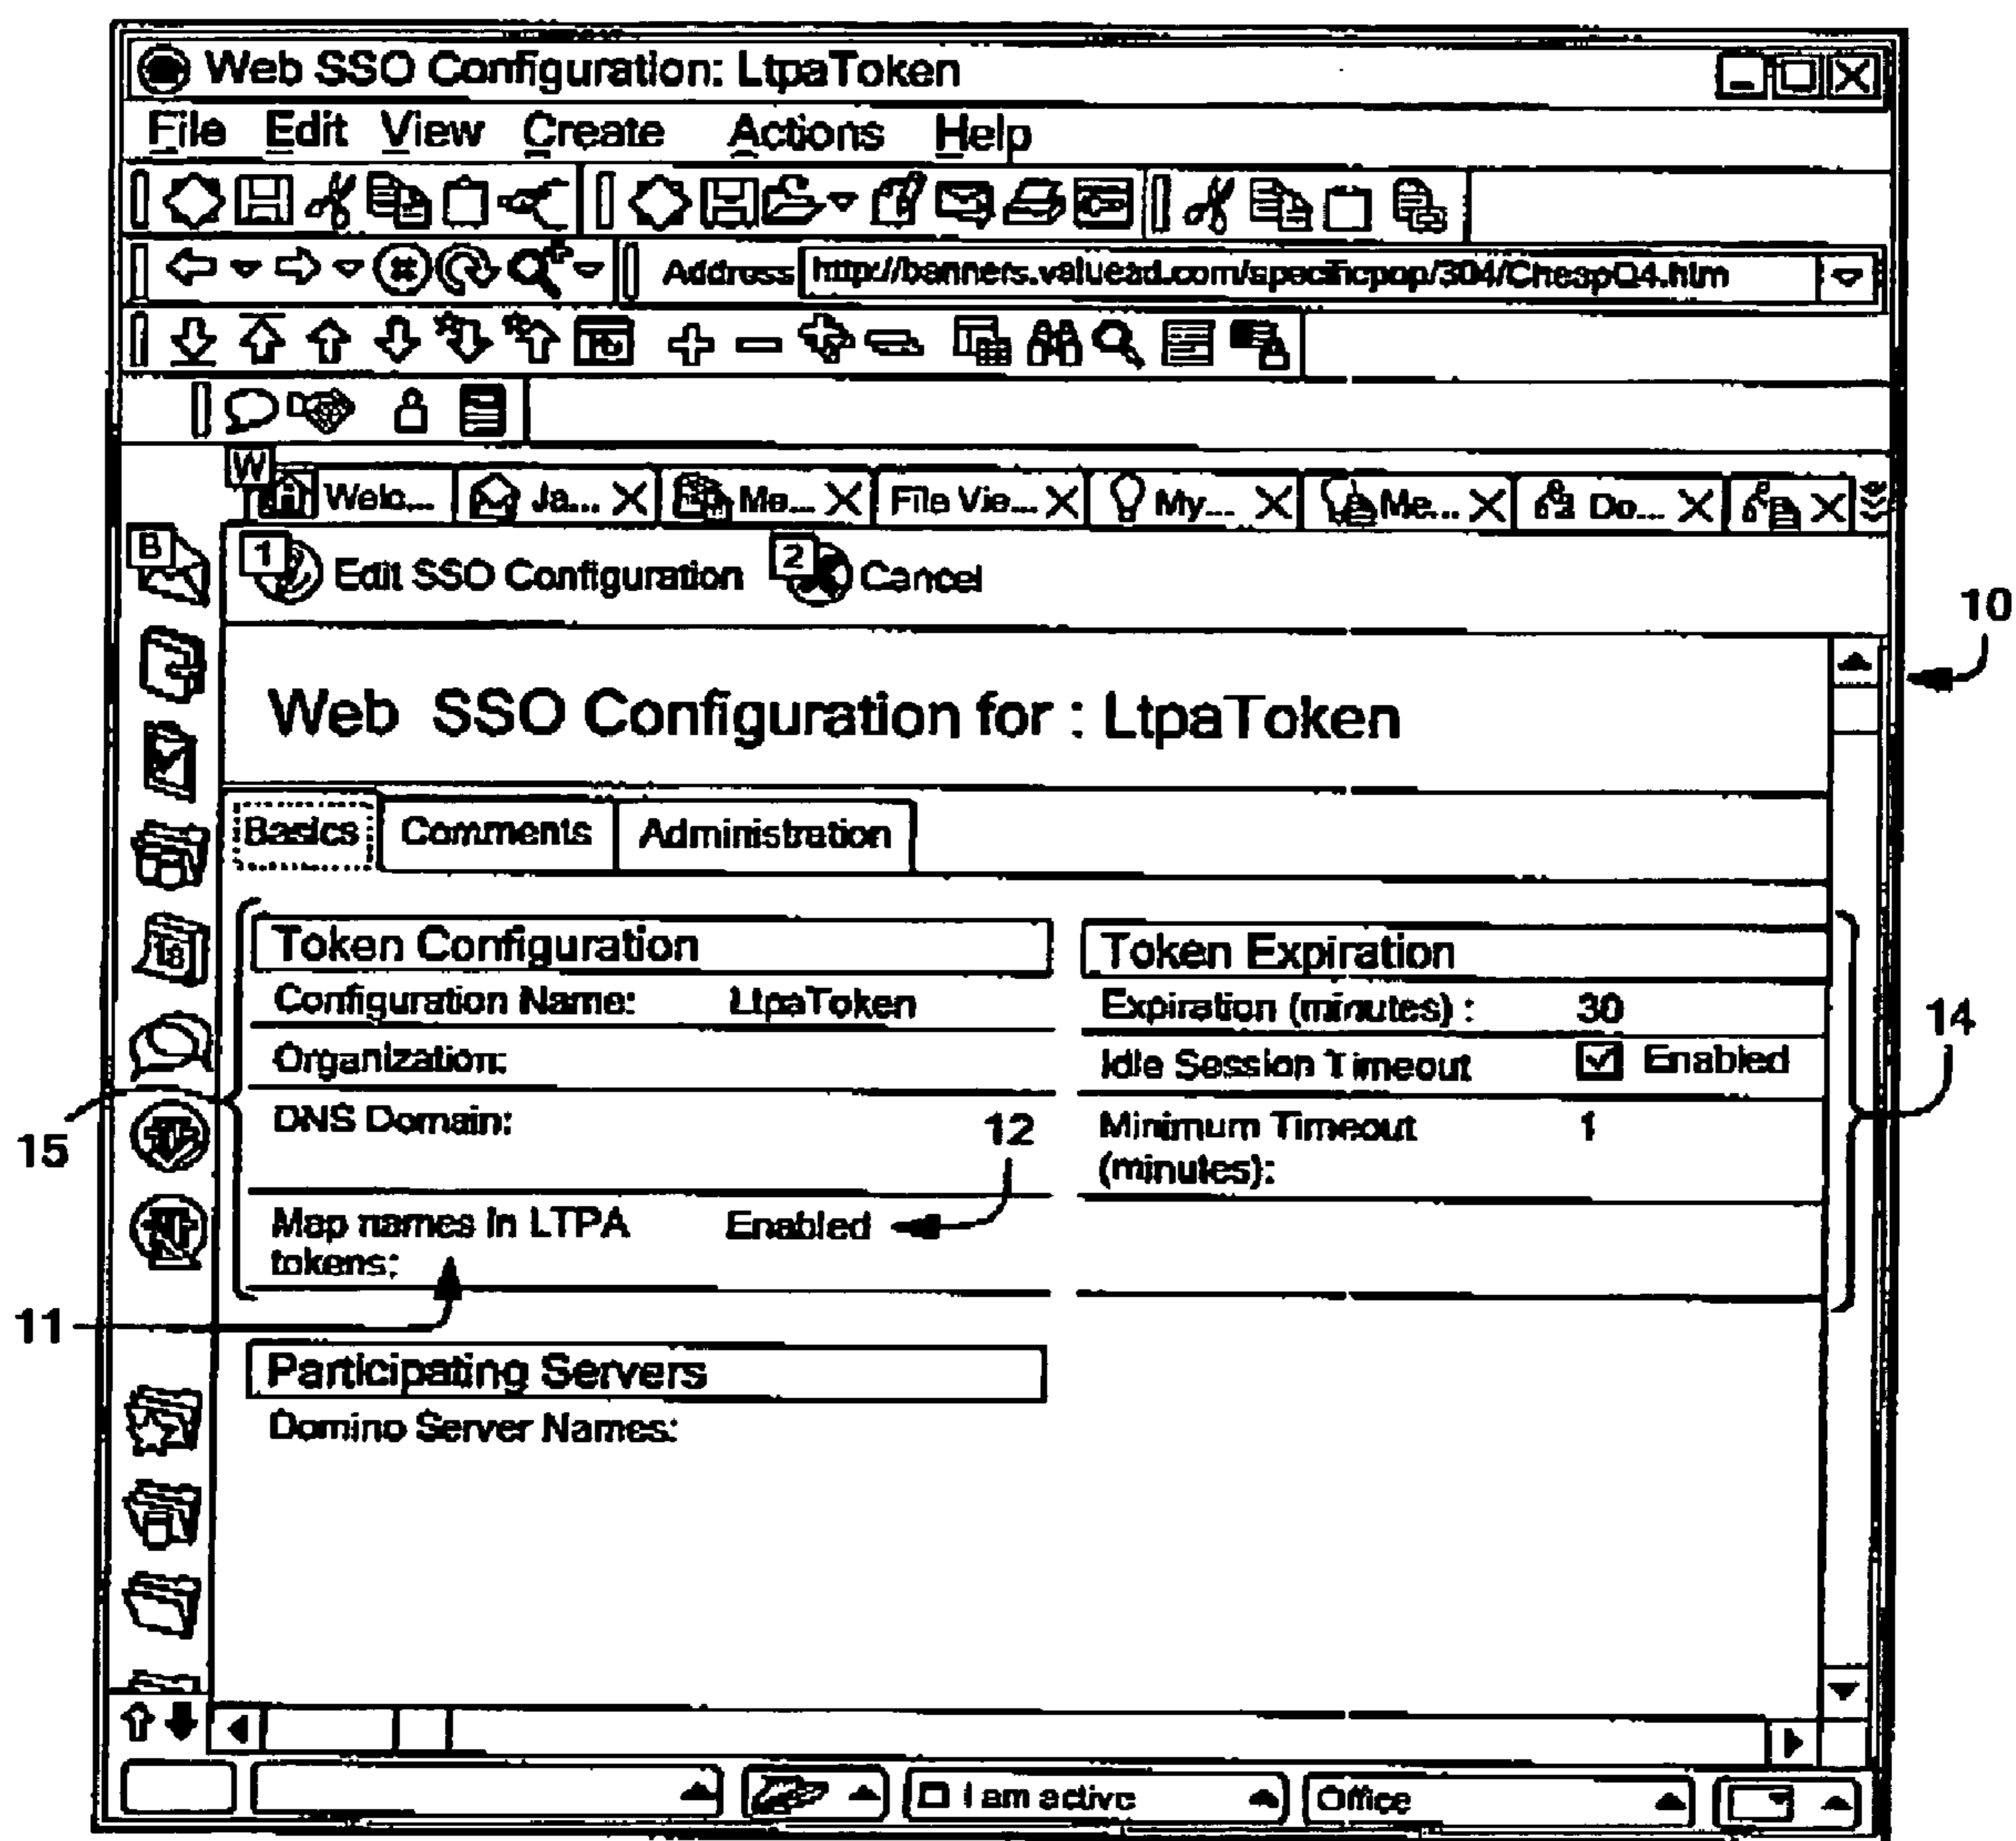 Web SSO Configuration: LtpaToken
File Edit View Create Actions Help
Address http://banners.valuead.com/specificpop/304/CheapQ4.htm
W
Welc... Ja... Me... File Vie... My... Me... Do...
B
1 Edit SSO Configuration 2 Cancel
10
Web SSO Configuration for : LtpaToken
Basics Comments Administration
Token Configuration Token Expiration
Configuration Name: LtpaToken Expiration (minutes) : 30
14
Organization: Idle Session Timeout Enabled
15
DNS Domain: 12 Minimum Timeout 1
(minutes):
Map names in LTPA Enabled
tokens:
11
Participating Servers
Domino Server Names:
I am active Office